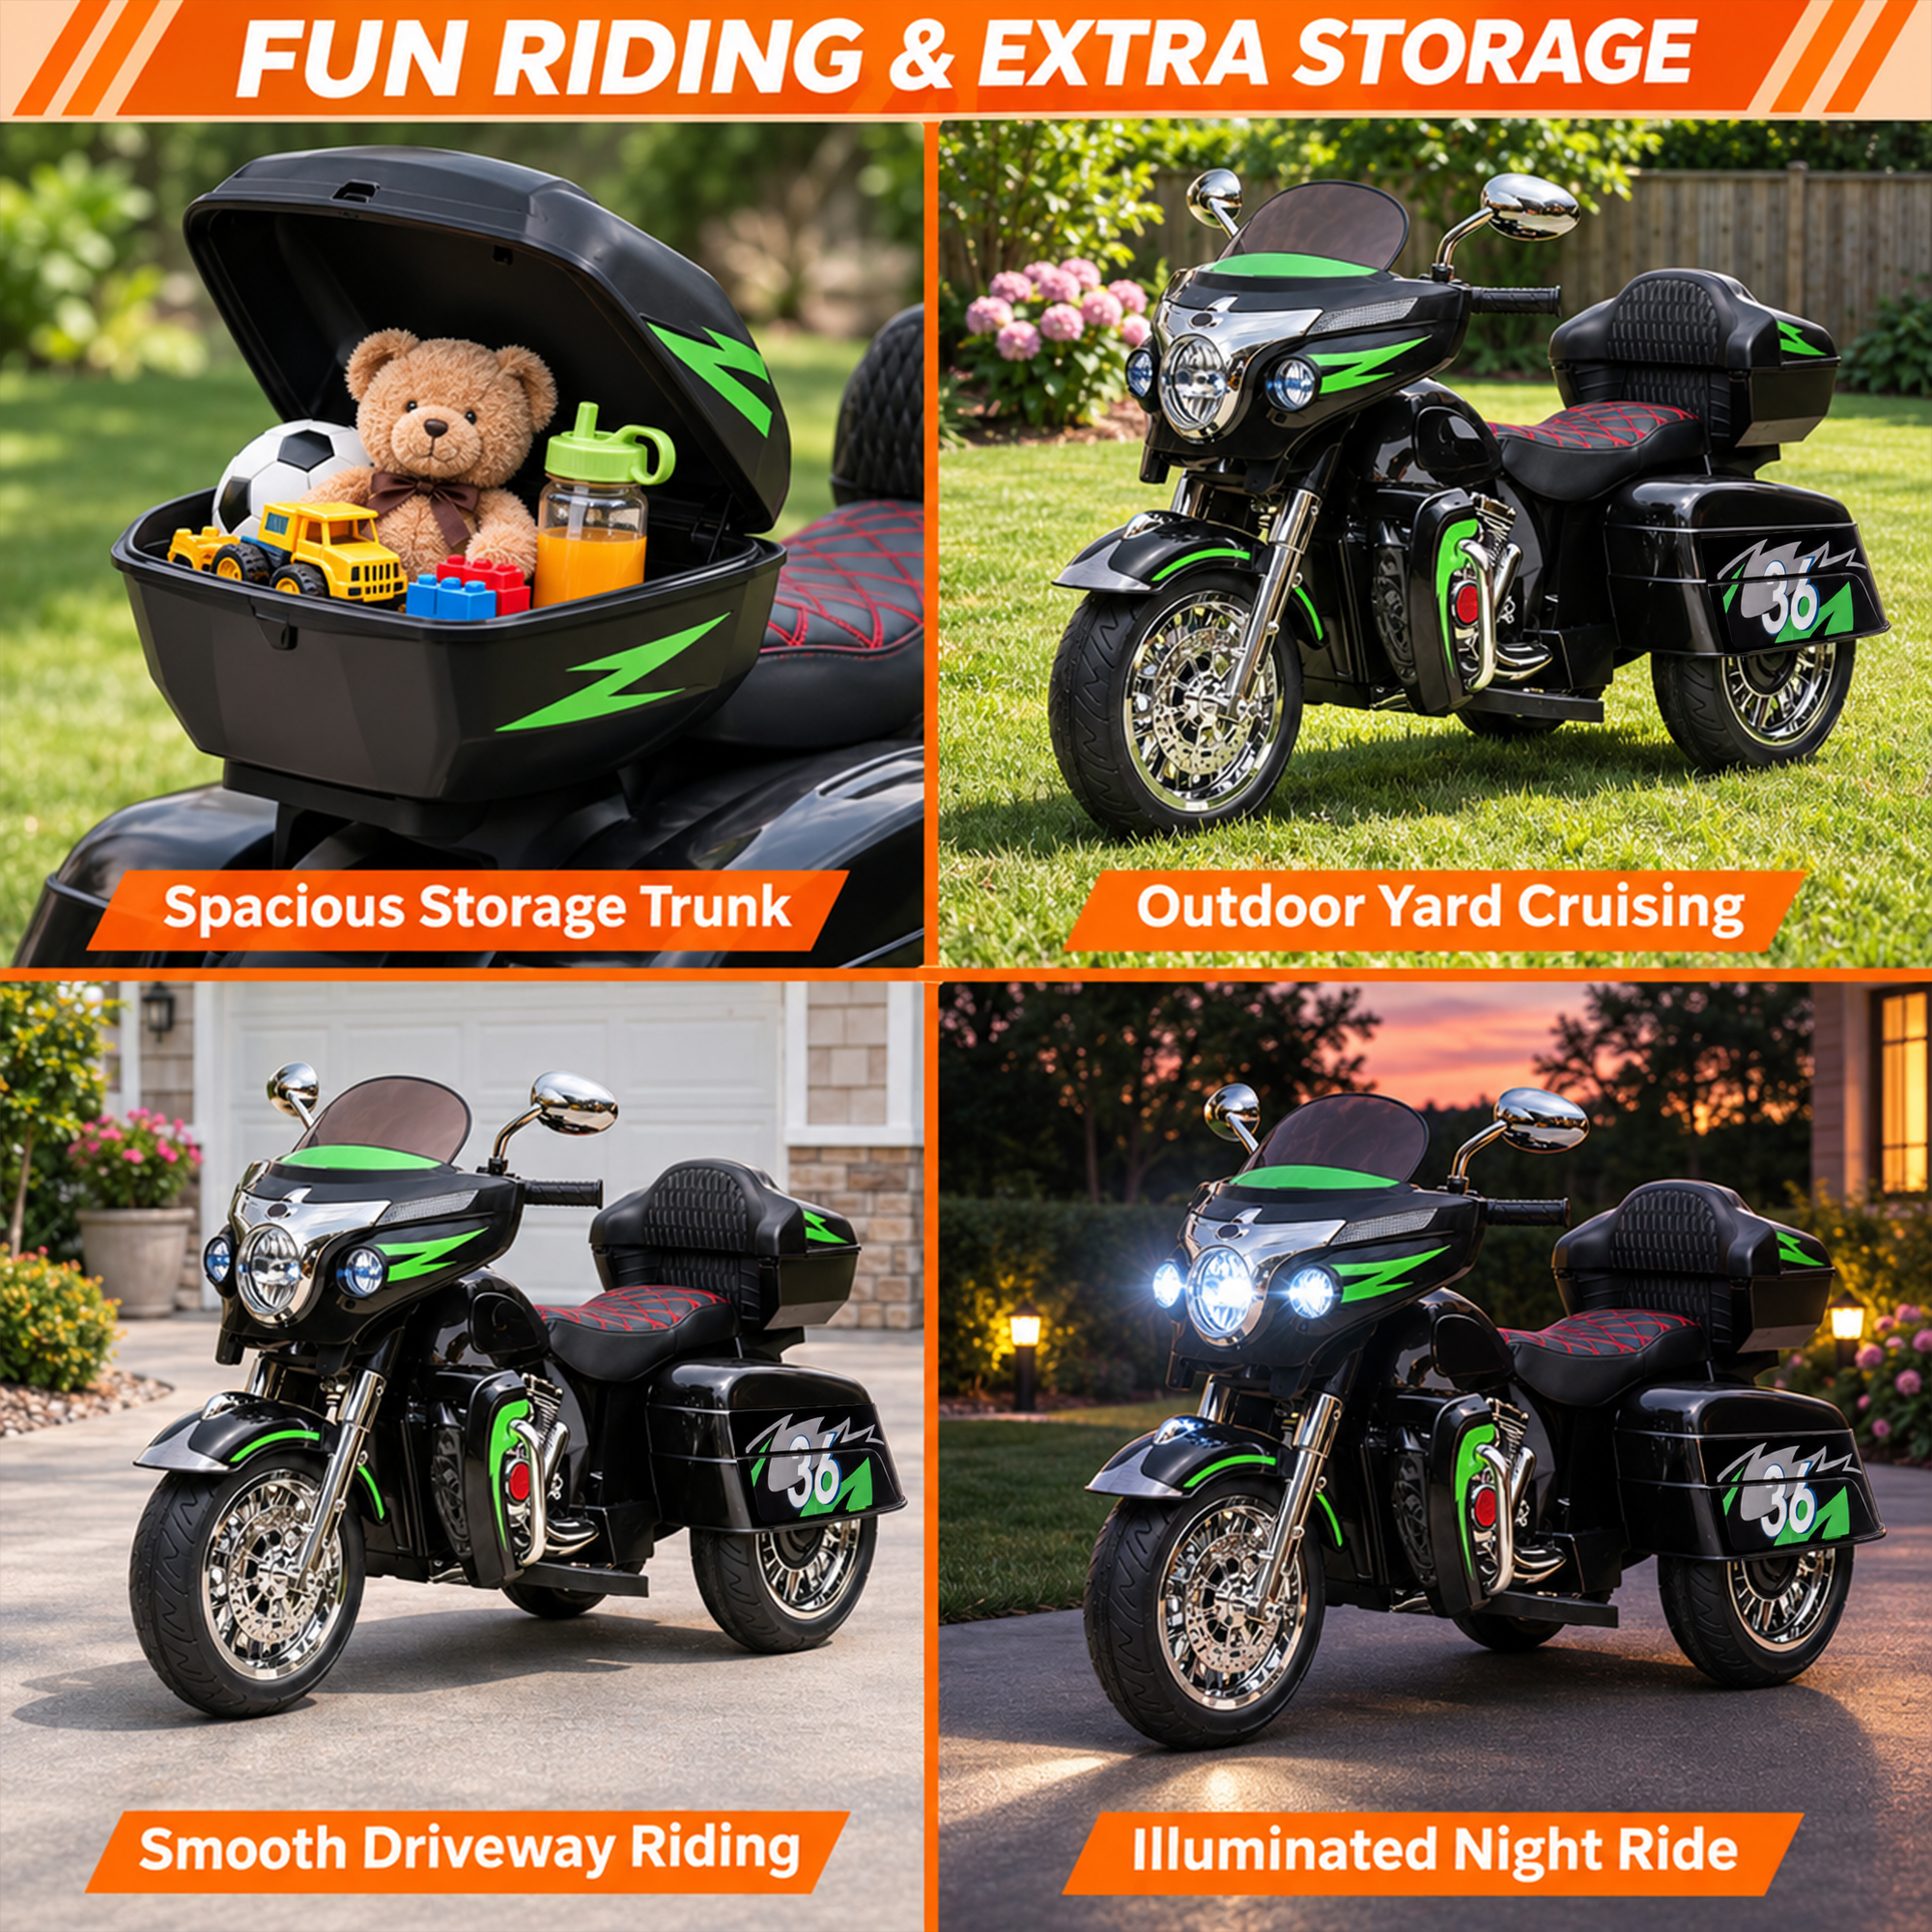 FUN RIDING & EXTRA STORAGE
Spacious Storage Trunk
Outdoor Yard Cruising
36
Smooth Driveway Riding
36
Illuminated Night Ride
36